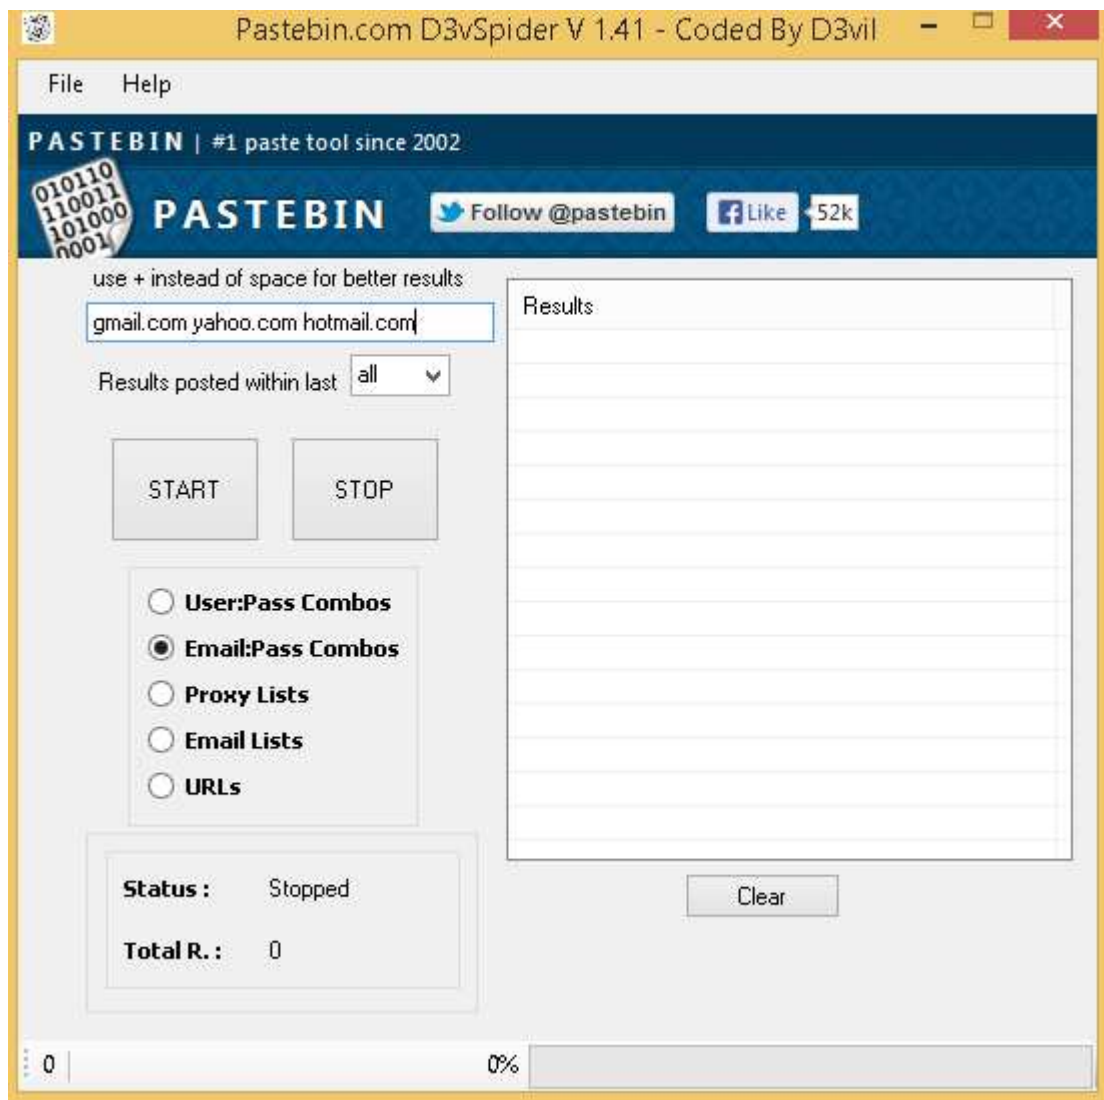 Pastebin.com D3vSpider V 1.41 - Coded By D3vil
File Help
PASTEBIN | #1 paste tool since 2002
010110
110011
101000
0001
PASTEBIN
Follow @pastebin
Like
52k
use + instead of space for better results
gmail.com yahoo.com hotmail.com
Results posted within last all
START
STOP
User:Pass Combos
Email:Pass Combos
Proxy Lists
Email Lists
URLs
Status : Stopped
Total R. : 0
Results
Clear
0
0%